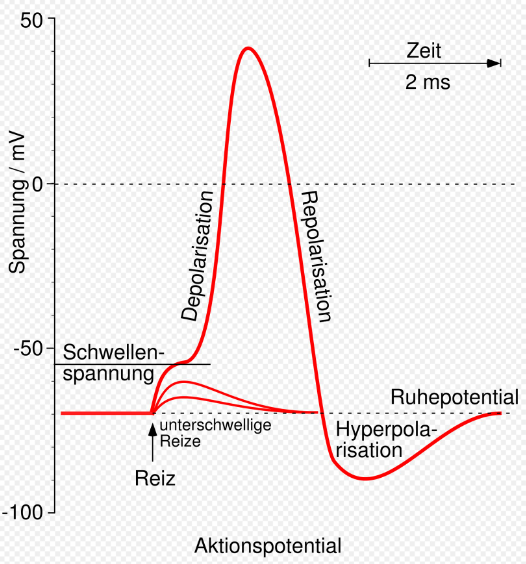 50
Zeit
2 ms
Spannung / mV
0
Depolarisation
Repolarisation
-50
Schwellen-
spannung
Ruhepotential
unterschwellige
Reize
Hyperpola-
risation
Reiz
-100
Aktionspotential